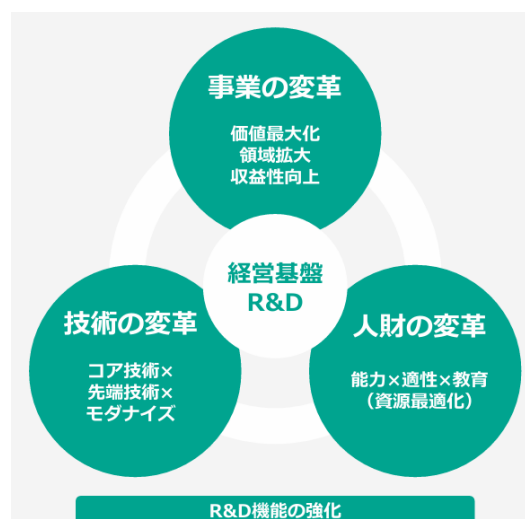 事業の変革
価値最大化
領域拡大
収益性向上
経営基盤
R&D
技術の変革
コア技術×
先端技術×
モダナイズ
人財の変革
能力×適性×教育
（資源最適化）
R&D機能の強化